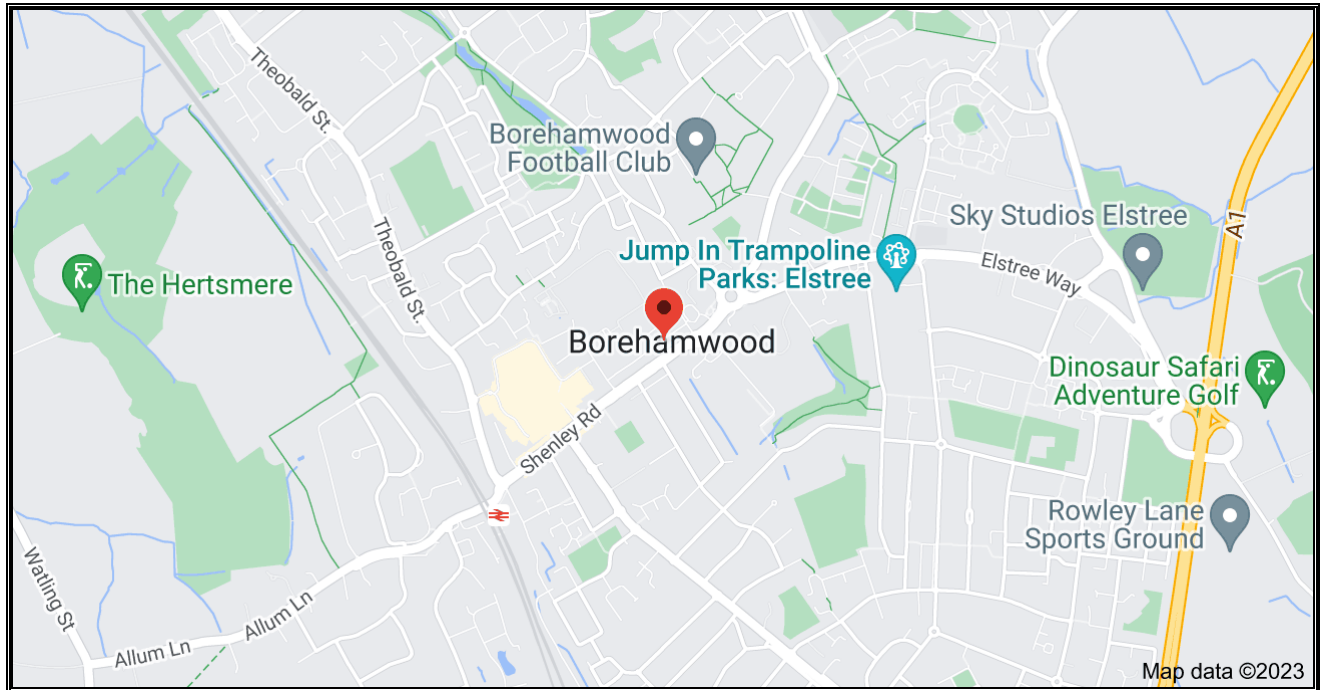 Theobald St.
Borehamwood
Football Club
Sky Studios Elstree
A1
Theobald St.
Jump In Trampoline
Parks: Elstree
Elstree Way
The Hertsmere
Borehamwood
Dinosaur Safari
Adventure Golf
Shenley Rd
Rowley Lane
Sports Ground
Watling St
Allum Ln
Allum Ln
Map data ©2023